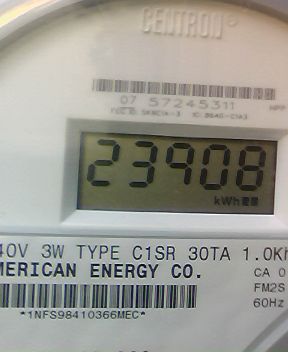 CENTRON®
07 57245311
23908
kWh
40V 3W TYPE C1SR 30TA 1.0Kh
MERICAN ENERGY CO.
CA 0
FM2S
60Hz
*1NFS98410366MEC*